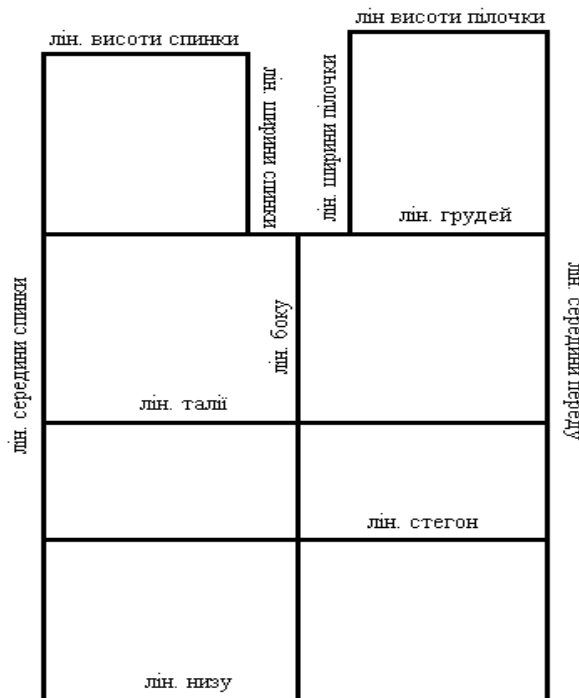 лін висоти пілочки
лін. висоти спинки
лін. ширини спинки
лін. ширини пілочки
лін. грудей
лін. середини спинки
лін. боку
лін. середини переду
лін. талії
лін. стегон
лін. низу